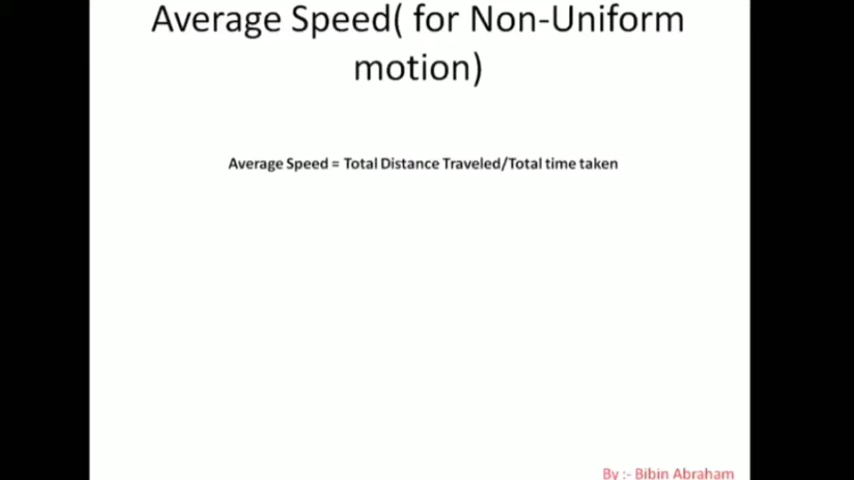 Average Speed( for Non-Uniform
motion)
Average Speed = Total Distance Traveled/Total time taken
By :- Bibin Abraham